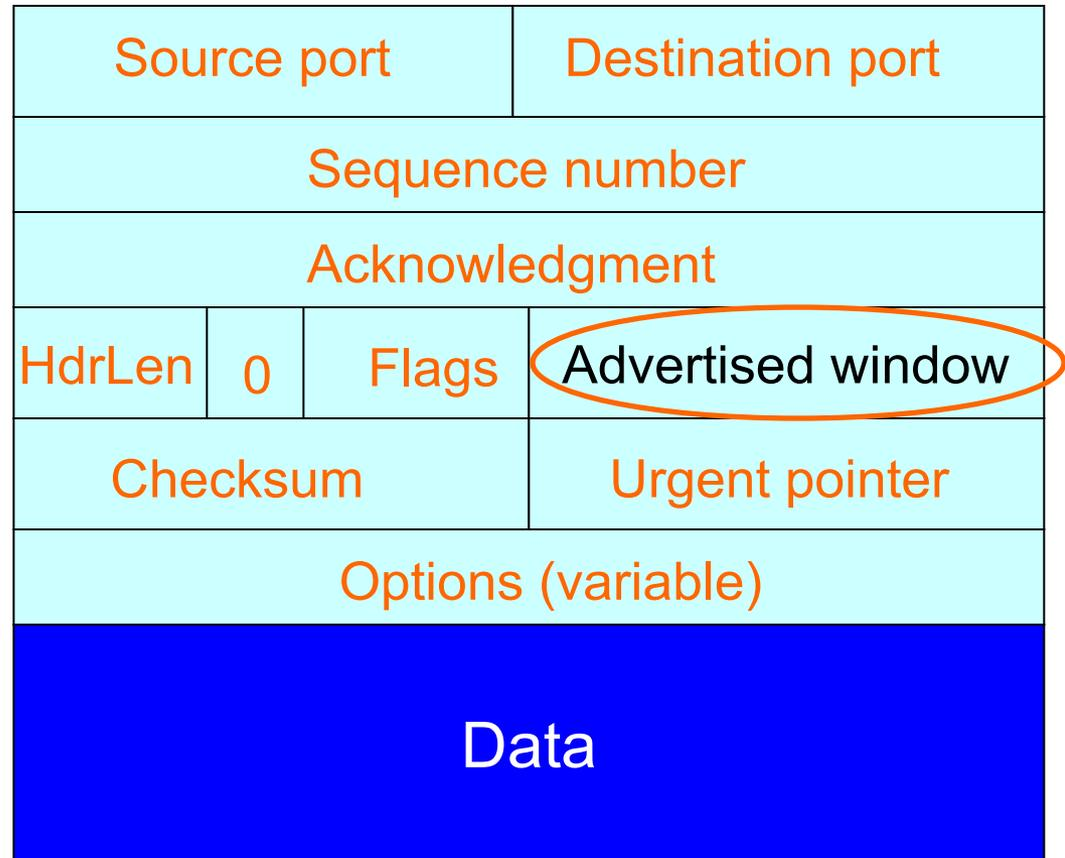 Source port Destination port
Sequence number
Acknowledgment
HdrLen 0 Flags Advertised window
Checksum Urgent pointer
Options (variable)
Data